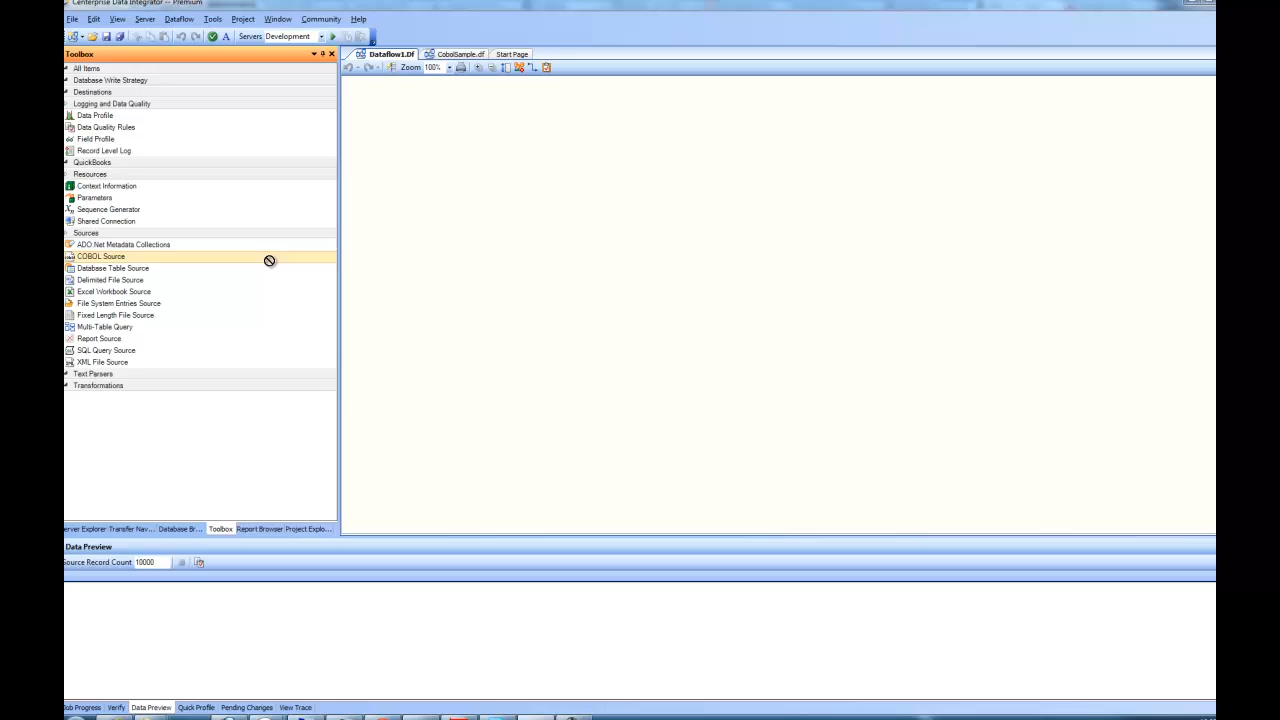 Centerprise Data Integrator -- Premium
File Edit View Server Dataflow Tools Project Window Community Help
Servers Development
Toolbox
Dataflow1.Df CobolSample.df Start Page
Zoom 100%
All Items
Database Write Strategy
Destinations
Logging and Data Quality
Data Profile
Data Quality Rules
Field Profile
Record Level Log
QuickBooks
Resources
Context Information
Parameters
Sequence Generator
Shared Connection
Sources
ADO.Net Metadata Collections
COBOL Source
Database Table Source
Delimited File Source
Excel Workbook Source
File System Entries Source
Fixed Length File Source
Multi-Table Query
Report Source
SQL Query Source
XML File Source
Text Parsers
Transformations
erver Explorer Transfer Nav... Database Br... Toolbox Report Browser Project Explo...
Data Preview
Source Record Count 10000
Job Progress Verify Data Preview Quick Profile Pending Changes View Trace